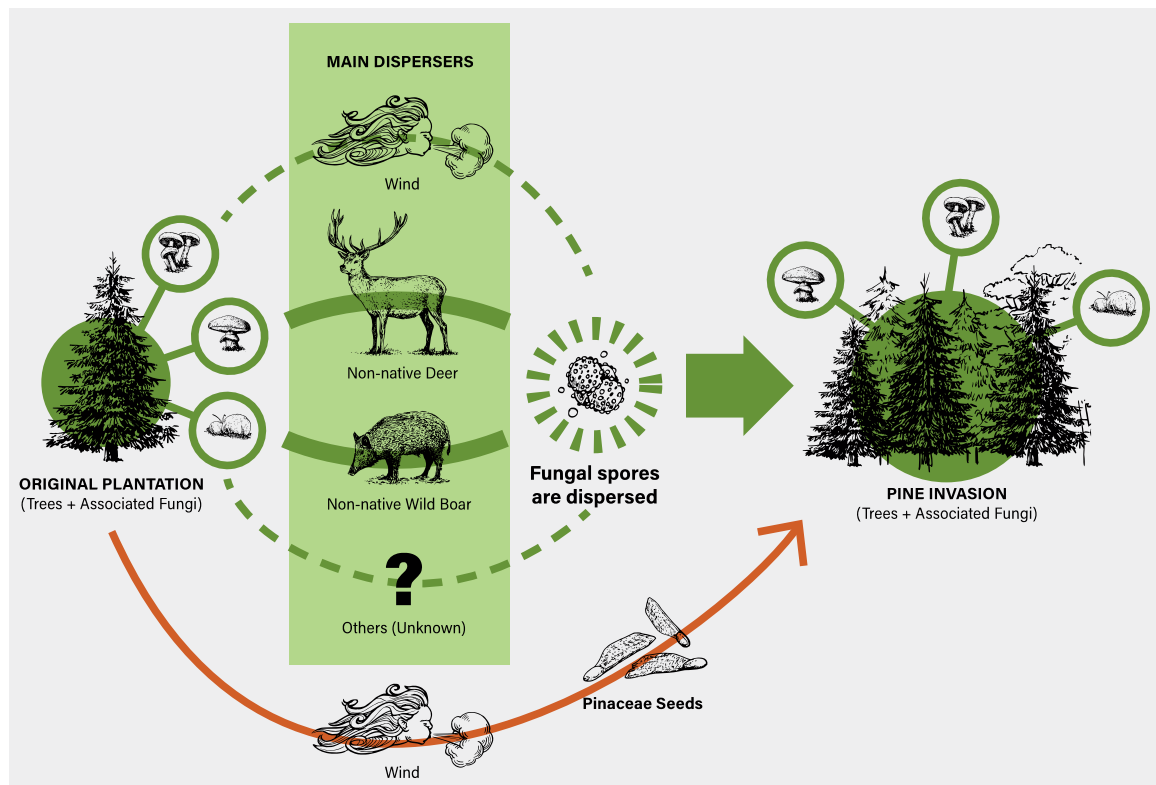 MAIN DISPERSERS
Wind
Non-native Deer
Non-native Wild Boar
?
Others (Unknown)
ORIGINAL PLANTATION
(Trees + Associated Fungi)
Fungal spores
are dispersed
PINE INVASION
(Trees + Associated Fungi)
Pinaceae Seeds
Wind